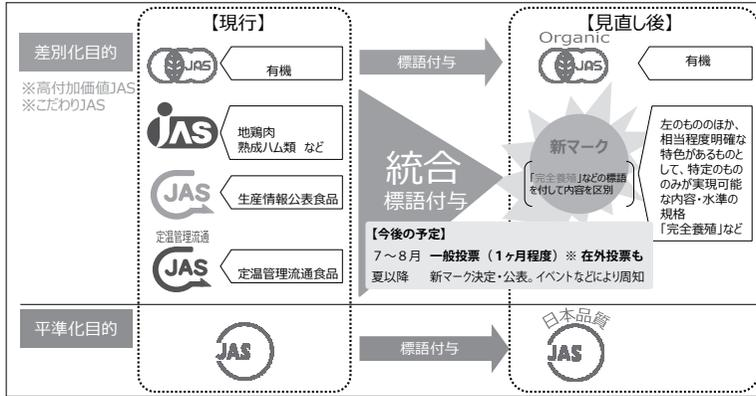 【現行】
【見直し後】
差別化目的
※高付加価値JAS
※こだわりJAS
JAS
有機
標語付与
Organic
JAS
有機
JAS
地鶏肉
熟成ハム類 など
JAS
生産情報公表食品
定温管理流通
JAS
定温管理流通食品
統合
標語付与
新マーク
「完全養殖」などの標語
を付して内容を区別
左のもののほか、
相当程度明確な
特色があるものと
して、特定のもの
のみが実現可能
な内容・水準の
規格
「完全養殖」など
【今後の予定】
7～8月 一般投票（1ヶ月程度）※ 在外投票も
夏以降 新マーク決定・公表。イベントなどにより周知
平準化目的
JAS
標語付与
日本品質
JAS